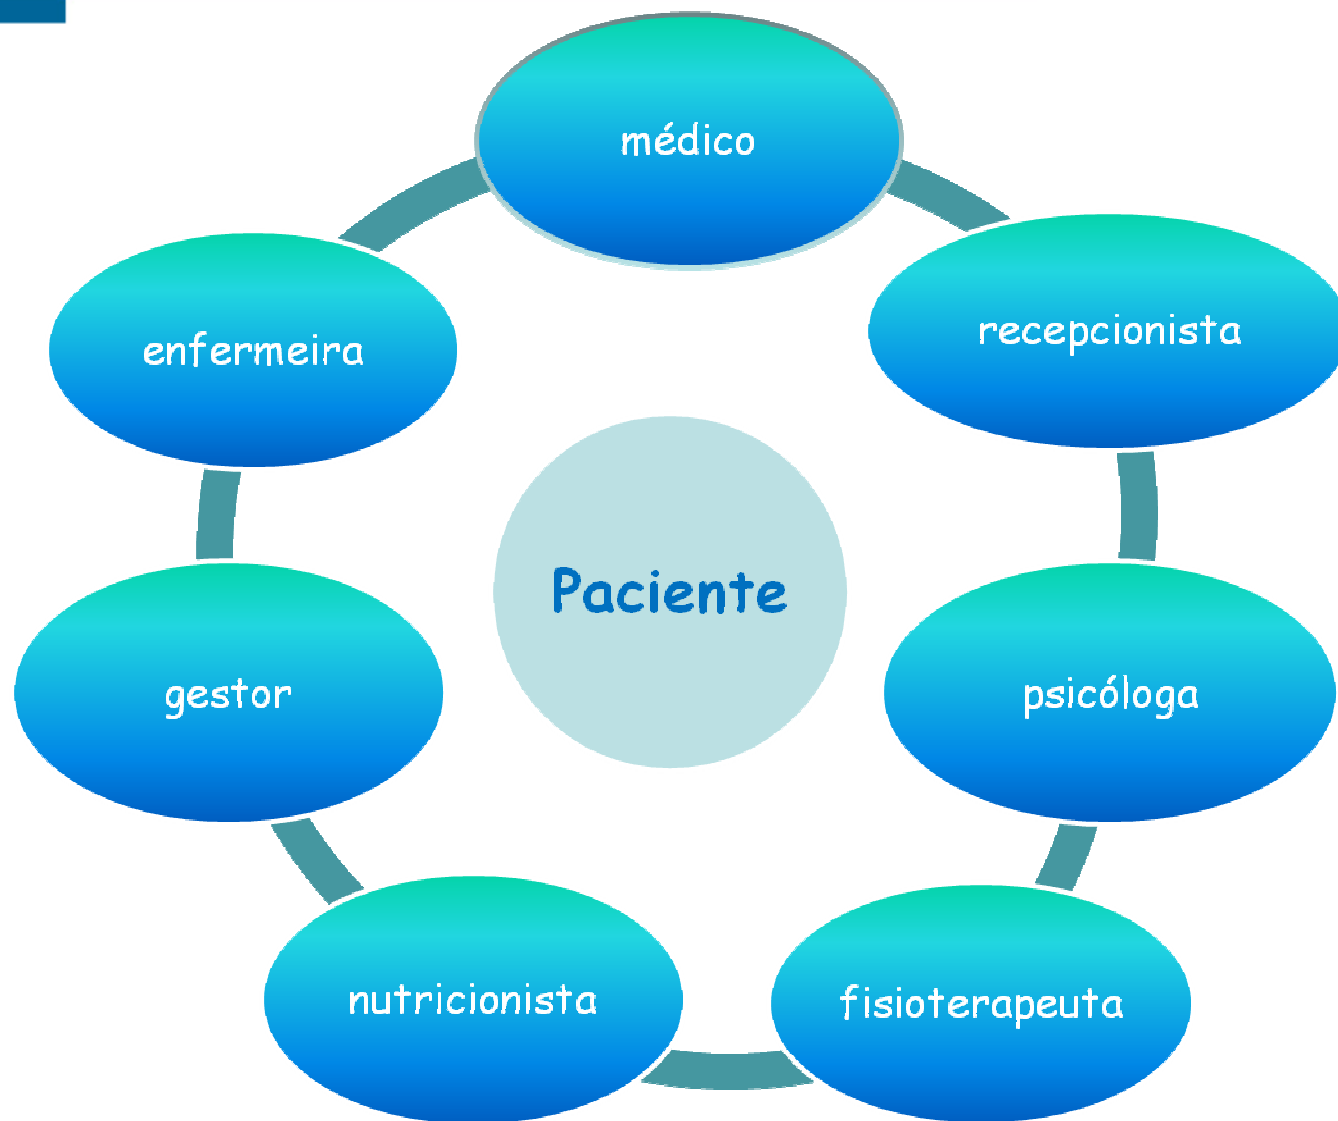 médico
recepcionista
enfermeira
Paciente
gestor
psicóloga
nutricionista
fisioterapeuta